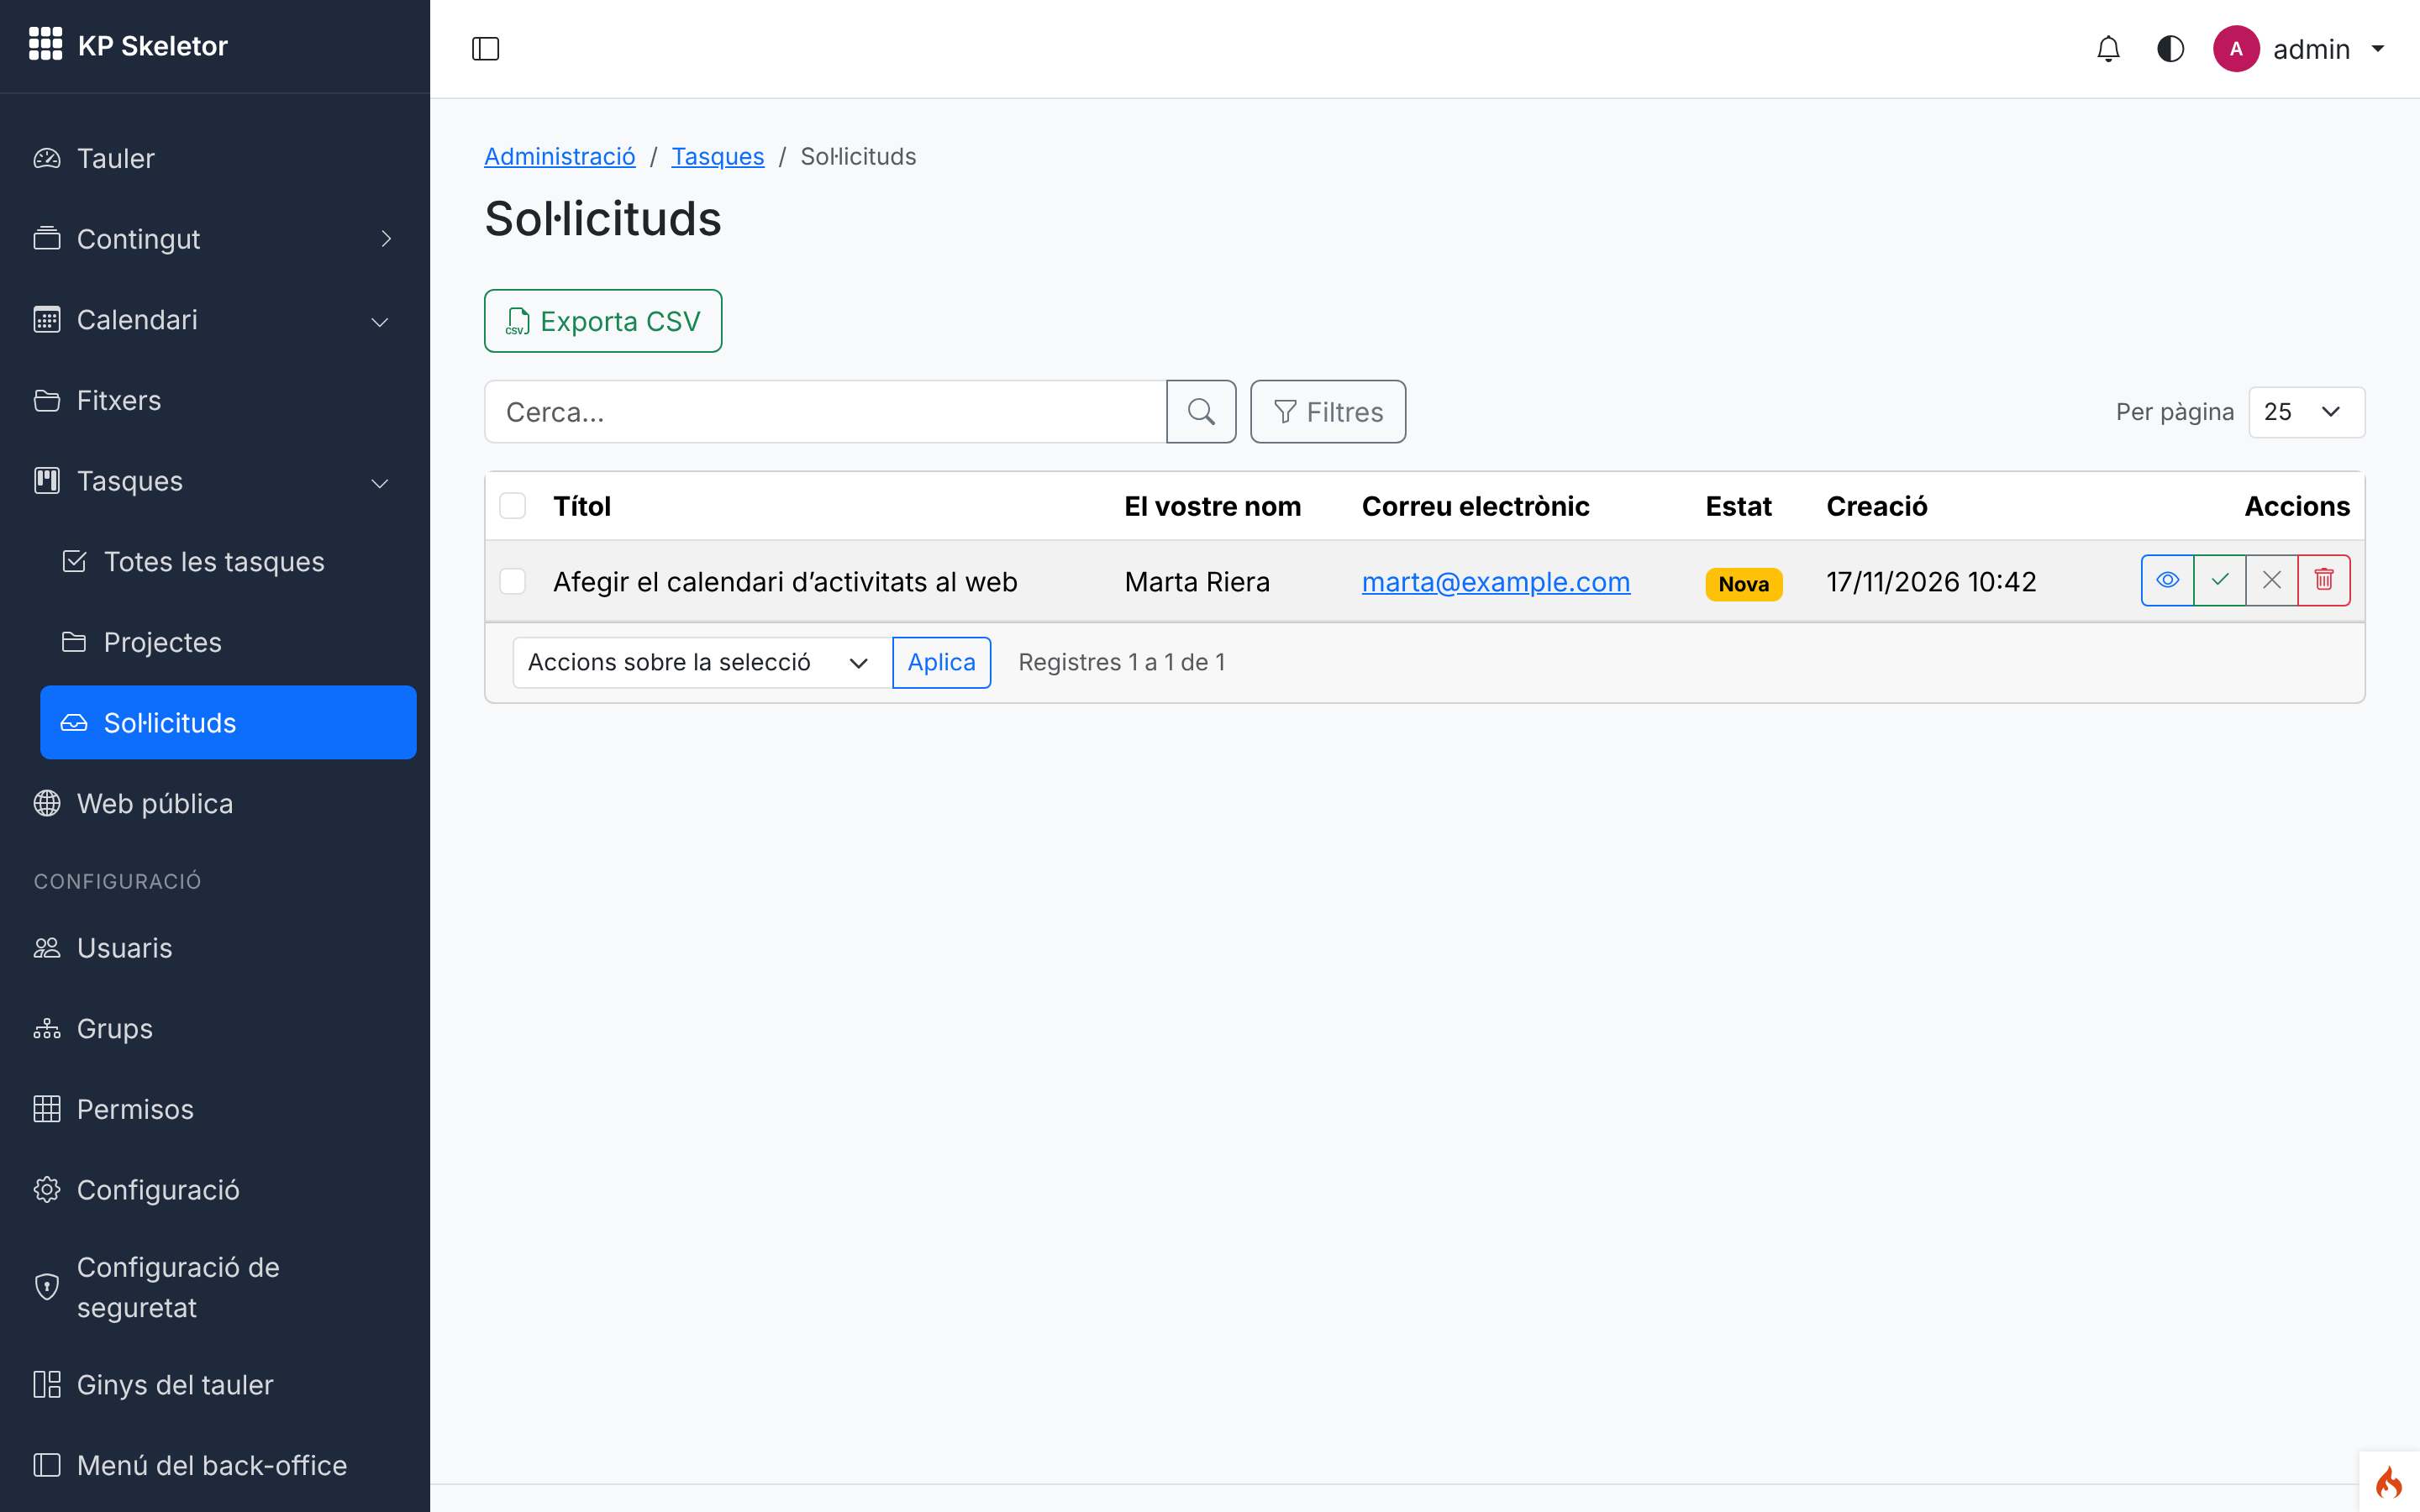 KP Skeletor
admin
A
Tauler
Contingut
Calendari
Fitxers
Tasques
Totes les tasques
Projectes
Sol·licituds
Web pública
CONFIGURACIÓ
Usuaris
Grups
Permisos
Configuració
Configuració de
seguretat
Ginys del tauler
Menú del back-office
Administració / Tasques / Sol·licituds
Sol·licituds
CSV Exporta CSV
Cerca...
Filtres
Per pàgina 25
Títol El vostre nom Correu electrònic Estat Creació Accions
Afegir el calendari d’activitats al web Marta Riera marta@example.com Nova 17/11/2026 10:42
Accions sobre la selecció Aplica Registres 1 a 1 de 1